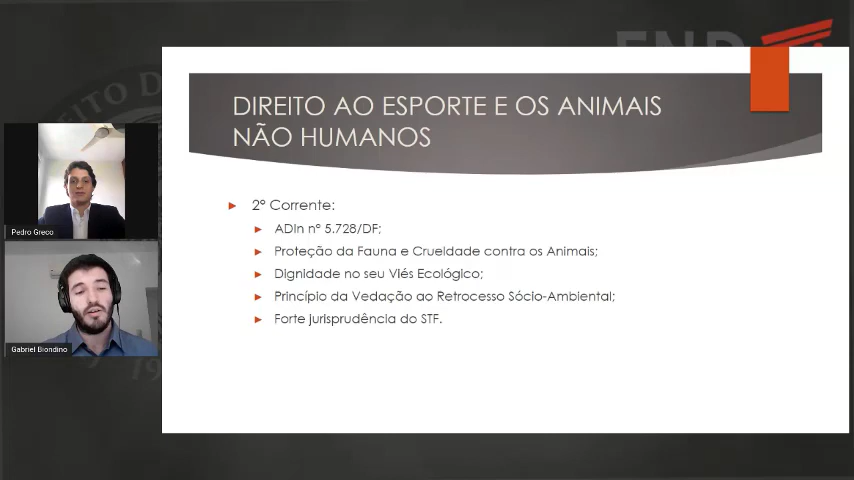 FND
DIREITO AO ESPORTE E OS ANIMAIS
NÃO HUMANOS
2º Corrente:
ADIn nº 5.728/DF;
Proteção da Fauna e Crueldade contra os Animais;
Dignidade no seu Viés Ecológico;
Princípio da Vedação ao Retrocesso Sócio-Ambiental;
Forte jurisprudência do STF.
Pedro Greco
Gabriel Biondino